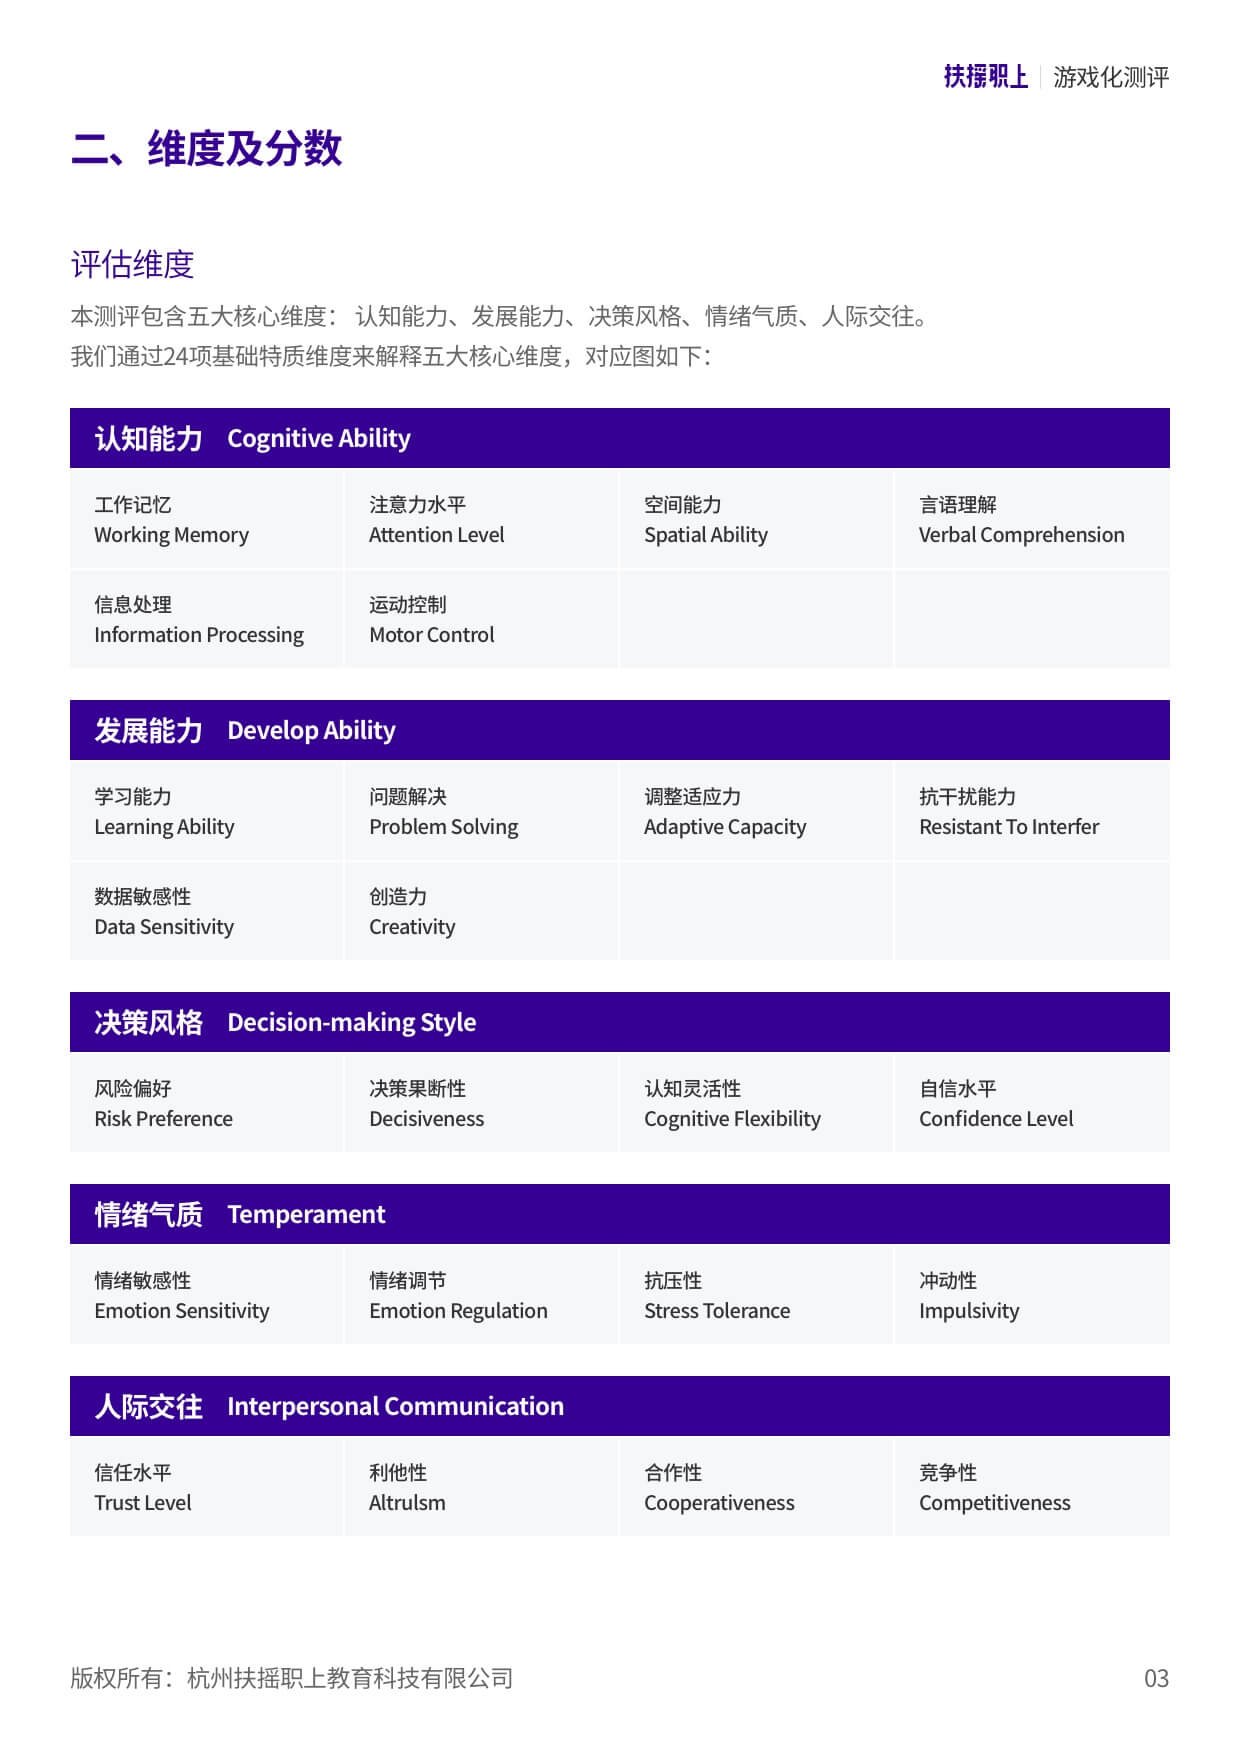 扶摇职上 | 游戏化测评
二、维度及分数
评估维度
本测评包含五大核心维度： 认知能力、发展能力、决策风格、情绪气质、人际交往。
我们通过24项基础特质维度来解释五大核心维度，对应图如下：
认知能力 Cognitive Ability
工作记忆
Working Memory
注意力水平
Attention Level
空间能力
Spatial Ability
言语理解
Verbal Comprehension
信息处理
Information Processing
运动控制
Motor Control
发展能力 Develop Ability
学习能力
Learning Ability
问题解决
Problem Solving
调整适应力
Adaptive Capacity
抗干扰能力
Resistant To Interfer
数据敏感性
Data Sensitivity
创造力
Creativity
决策风格 Decision-making Style
风险偏好
Risk Preference
决策果断性
Decisiveness
认知灵活性
Cognitive Flexibility
自信水平
Confidence Level
情绪气质 Temperament
情绪敏感性
Emotion Sensitivity
情绪调节
Emotion Regulation
抗压性
Stress Tolerance
冲动性
Impulsivity
人际交往 Interpersonal Communication
信任水平
Trust Level
利他性
Altrulsm
合作性
Cooperativeness
竞争性
Competitiveness
版权所有：杭州扶摇职上教育科技有限公司
03